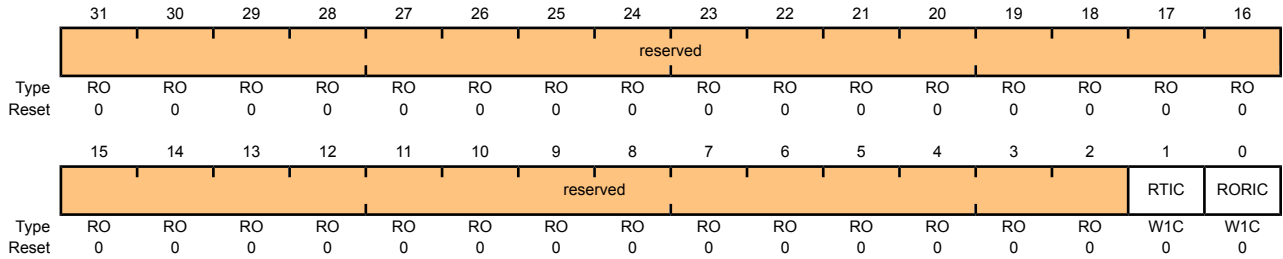 31 30 29 28 27 26 25 24 23 22 21 20 19 18 17 16
reserved
Type RO RO RO RO RO RO RO RO RO RO RO RO RO RO RO RO
Reset 0 0 0 0 0 0 0 0 0 0 0 0 0 0 0 0
15 14 13 12 11 10 9 8 7 6 5 4 3 2 1 0
reserved RTIC RORIC
Type RO RO RO RO RO RO RO RO RO RO RO RO RO RO W1C W1C
Reset 0 0 0 0 0 0 0 0 0 0 0 0 0 0 0 0